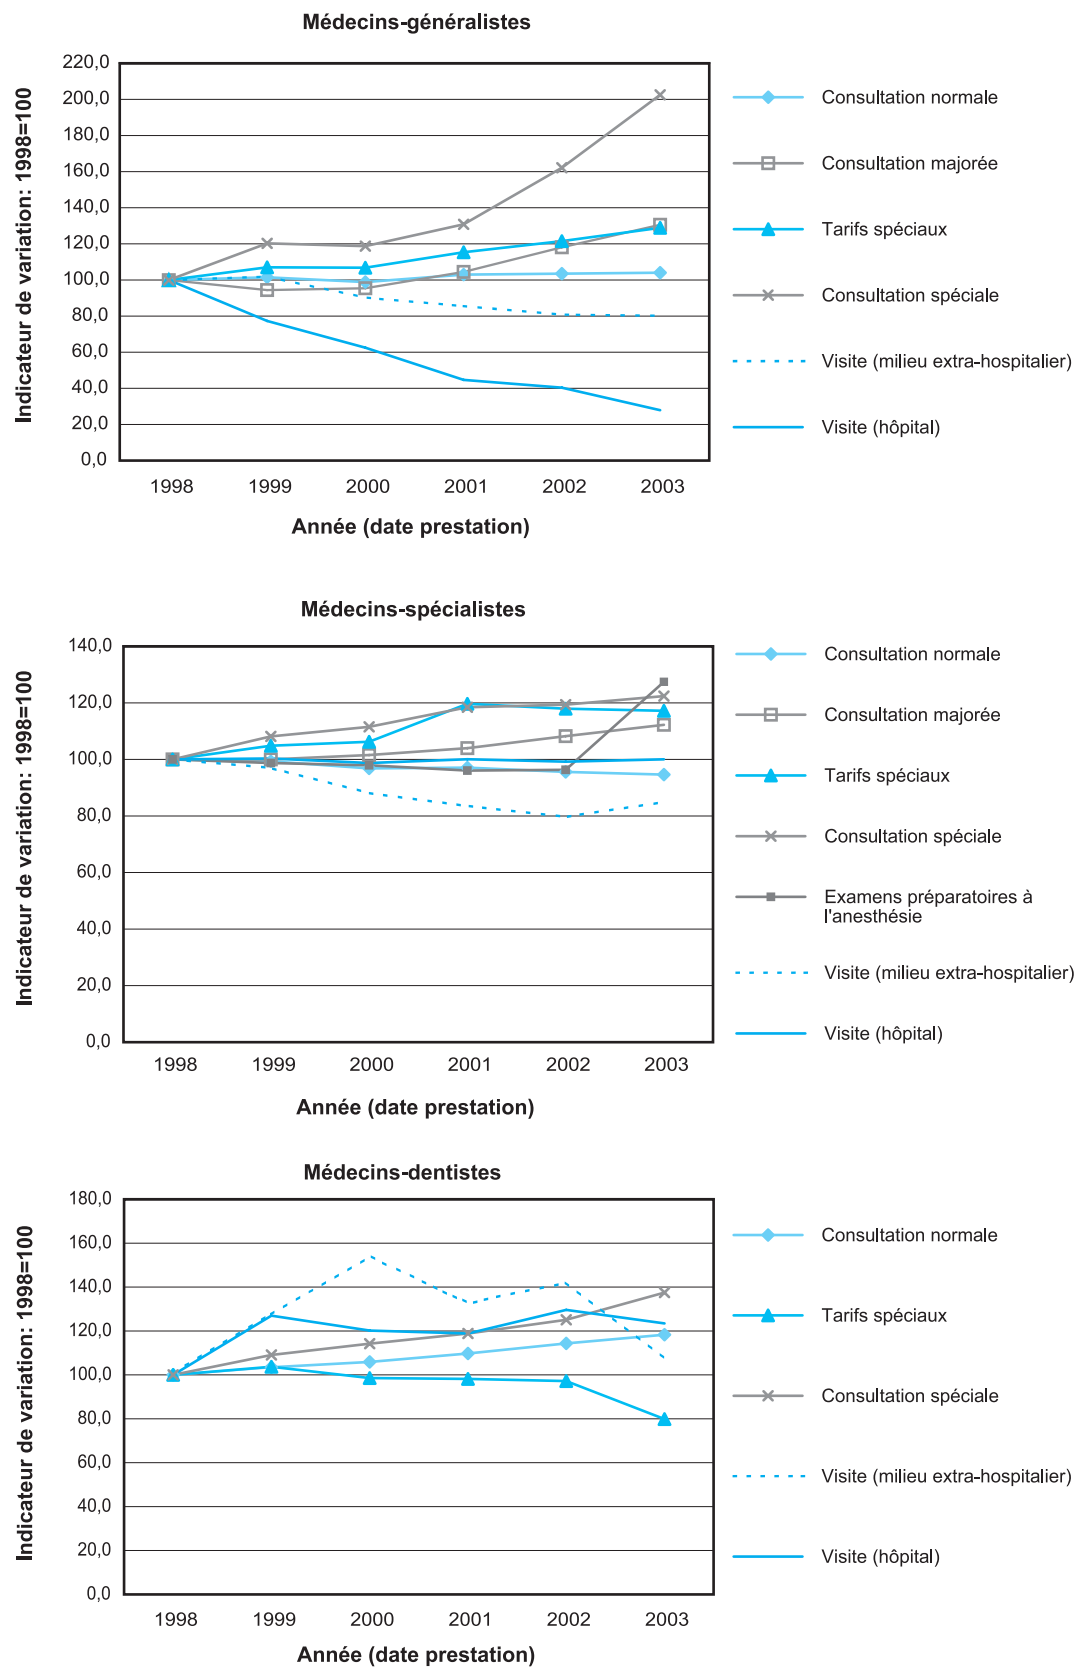 Médecins-généralistes
Indicateur de variation: 1998=100
220,0
200,0
180,0
160,0
140,0
120,0
100,0
80,0
60,0
40,0
20,0
0,0
1998 1999 2000 2001 2002 2003
Année (date prestation)
Consultation normale
Consultation majorée
Tarifs spéciaux
Consultation spéciale
Visite (milieu extra-hospitalier)
Visite (hôpital)
Médecins-spécialistes
Indicateur de variation: 1998=100
140,0
120,0
100,0
80,0
60,0
40,0
20,0
0,0
1998 1999 2000 2001 2002 2003
Année (date prestation)
Consultation normale
Consultation majorée
Tarifs spéciaux
Consultation spéciale
Examens préparatoires à
l'anesthésie
Visite (milieu extra-hospitalier)
Visite (hôpital)
Médecins-dentistes
Indicateur de variation: 1998=100
180,0
160,0
140,0
120,0
100,0
80,0
60,0
40,0
20,0
0,0
1998 1999 2000 2001 2002 2003
Année (date prestation)
Consultation normale
Tarifs spéciaux
Consultation spéciale
Visite (milieu extra-hospitalier)
Visite (hôpital)